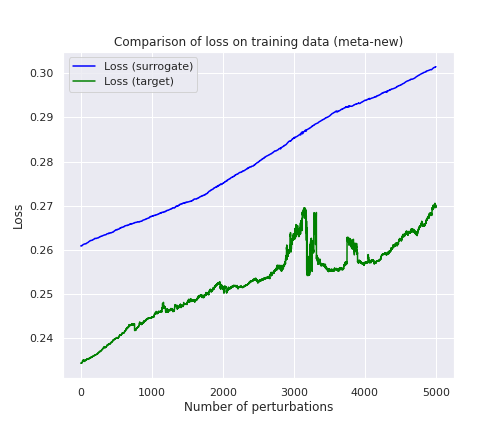 Comparison of loss on training data (meta-new)
Loss (surrogate)
Loss (target)
0.30
0.29
0.28
0.27
0.26
0.25
0.24
Loss
0 1000 2000 3000 4000 5000
Number of perturbations